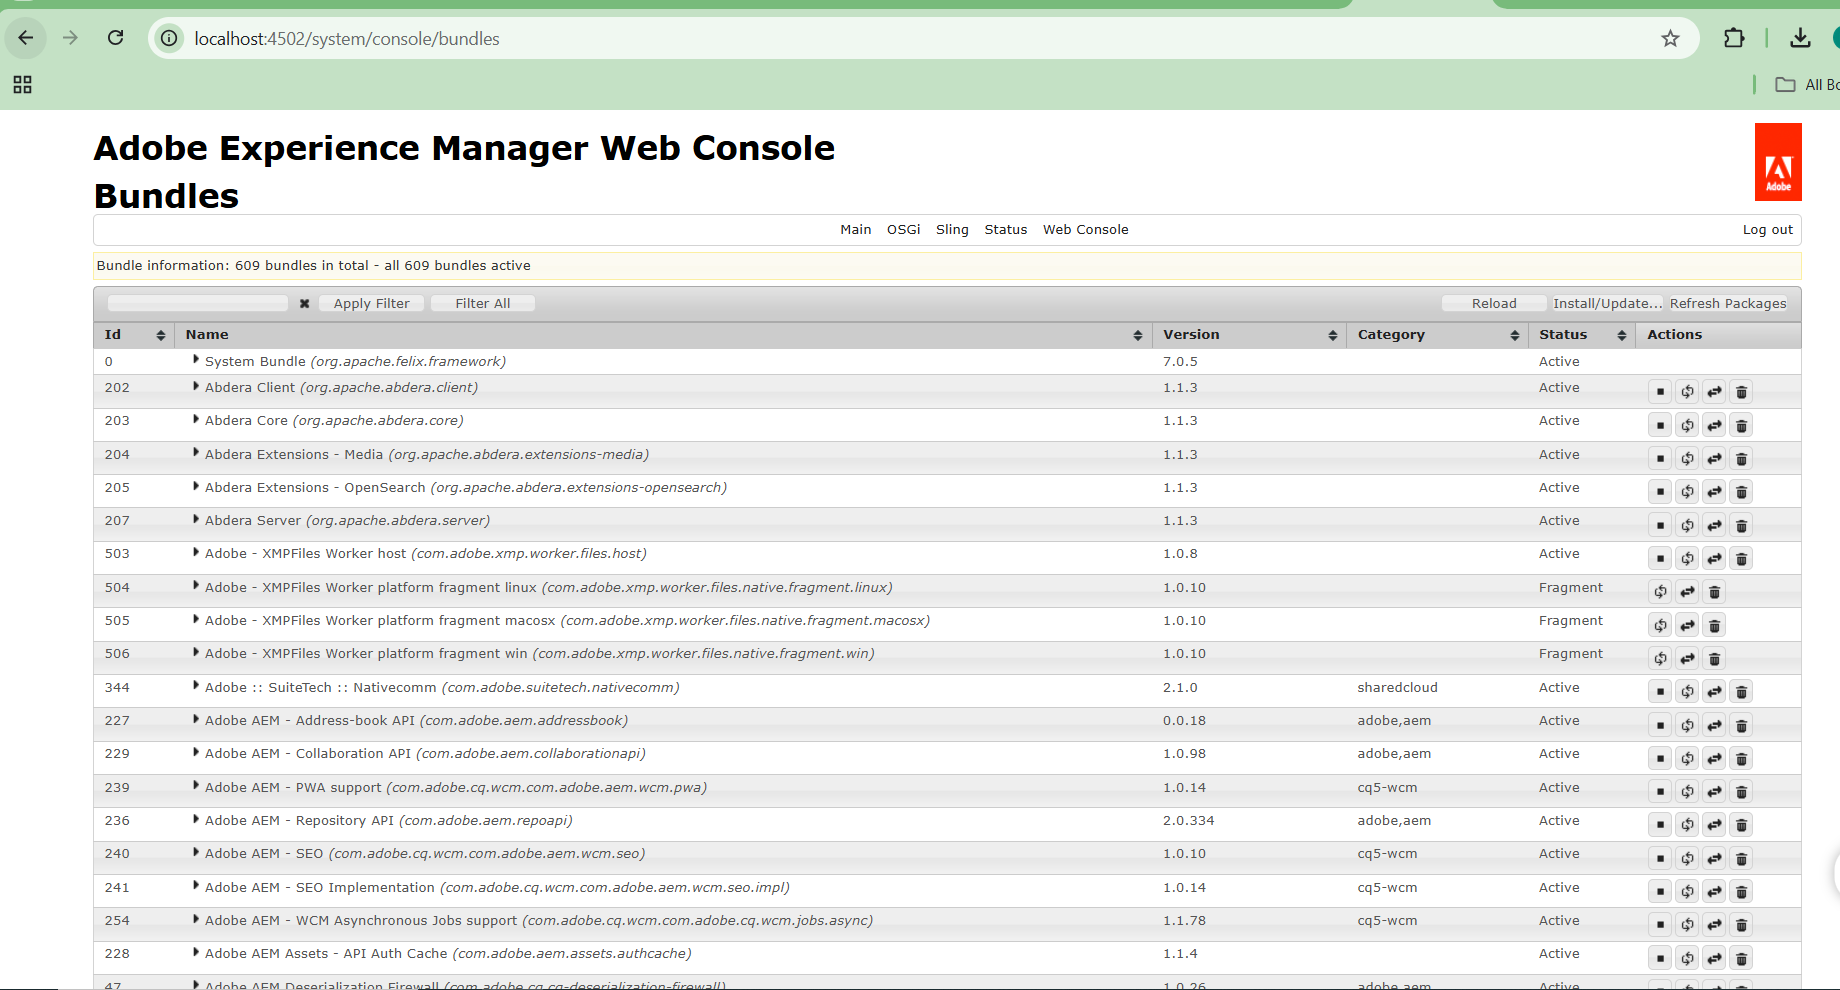 localhost:4502/system/console/bundles
All Bo
Adobe Experience Manager Web Console
Bundles
Adobe
Main OSGi Sling Status Web Console Log out
Bundle information: 609 bundles in total - all 609 bundles active
Apply Filter Filter All Reload Install/Update... Refresh Packages
Id Name Version Category Status Actions
0 System Bundle (org.apache.felix.framework) 7.0.5 Active
202 Abdera Client (org.apache.abdera.client) 1.1.3 Active
203 Abdera Core (org.apache.abdera.core) 1.1.3 Active
204 Abdera Extensions - Media (org.apache.abdera.extensions-media) 1.1.3 Active
205 Abdera Extensions - OpenSearch (org.apache.abdera.extensions-opensearch) 1.1.3 Active
207 Abdera Server (org.apache.abdera.server) 1.1.3 Active
503 Adobe - XMPFiles Worker host (com.adobe.xmp.worker.files.host) 1.0.8 Active
504 Adobe - XMPFiles Worker platform fragment linux (com.adobe.xmp.worker.files.native.fragment.linux) 1.0.10 Fragment
505 Adobe - XMPFiles Worker platform fragment macosx (com.adobe.xmp.worker.files.native.fragment.macosx) 1.0.10 Fragment
506 Adobe - XMPFiles Worker platform fragment win (com.adobe.xmp.worker.files.native.fragment.win) 1.0.10 Fragment
344 Adobe :: SuiteTech :: Nativecomm (com.adobe.suitetech.nativecomm) 2.1.0 sharedcloud Active
227 Adobe AEM - Address-book API (com.adobe.aem.addressbook) 0.0.18 adobe,aem Active
229 Adobe AEM - Collaboration API (com.adobe.aem.collaborationapi) 1.0.98 adobe,aem Active
239 Adobe AEM - PWA support (com.adobe.cq.wcm.com.adobe.aem.wcm.pwa) 1.0.14 cq5-wcm Active
236 Adobe AEM - Repository API (com.adobe.aem.repoapi) 2.0.334 adobe,aem Active
240 Adobe AEM - SEO (com.adobe.cq.wcm.com.adobe.aem.wcm.seo) 1.0.10 cq5-wcm Active
241 Adobe AEM - SEO Implementation (com.adobe.cq.wcm.com.adobe.aem.wcm.seo.impl) 1.0.14 cq5-wcm Active
254 Adobe AEM - WCM Asynchronous Jobs support (com.adobe.cq.wcm.com.adobe.cq.wcm.jobs.async) 1.1.78 cq5-wcm Active
228 Adobe AEM Assets - API Auth Cache (com.adobe.aem.assets.authcache) 1.1.4 Active
47 Adobe AEM Deserialization Firewall (com.adobe.cq.cq-deserialization-firewall) 1.0.26 adobe,aem Active